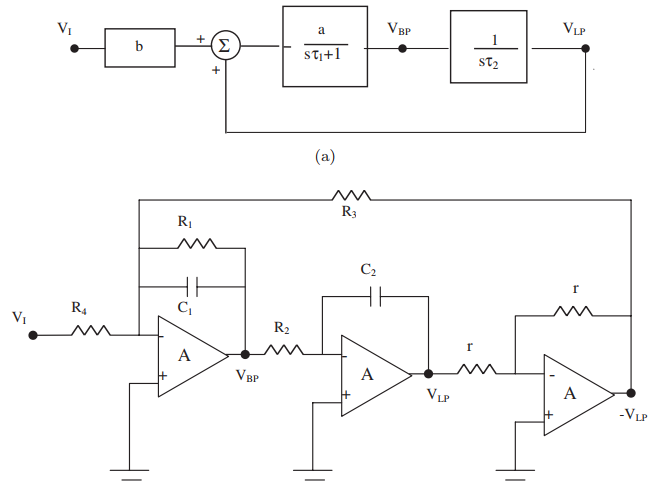 V_I
b
+
Σ
+
-
a
sτ₁+1
V_BP
1
sτ₂
V_LP
(a)
R₃
R₁
C₁
V_I
R₄
-
+
A
V_BP
R₂
C₂
-
+
A
V_LP
r
r
-
+
A
-V_LP